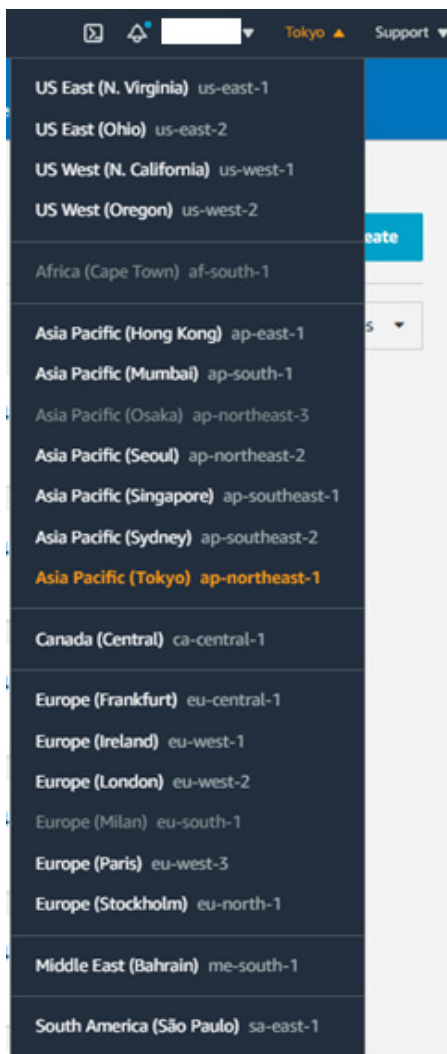 Tokyo ▲ Support ▼
US East (N. Virginia) us-east-1
US East (Ohio) us-east-2
US West (N. California) us-west-1
US West (Oregon) us-west-2
eate
Africa (Cape Town) af-south-1
s
Asia Pacific (Hong Kong) ap-east-1
Asia Pacific (Mumbai) ap-south-1
Asia Pacific (Osaka) ap-northeast-3
Asia Pacific (Seoul) ap-northeast-2
Asia Pacific (Singapore) ap-southeast-1
Asia Pacific (Sydney) ap-southeast-2
Asia Pacific (Tokyo) ap-northeast-1
Canada (Central) ca-central-1
Europe (Frankfurt) eu-central-1
Europe (Ireland) eu-west-1
Europe (London) eu-west-2
Europe (Milan) eu-south-1
Europe (Paris) eu-west-3
Europe (Stockholm) eu-north-1
Middle East (Bahrain) me-south-1
South America (São Paulo) sa-east-1